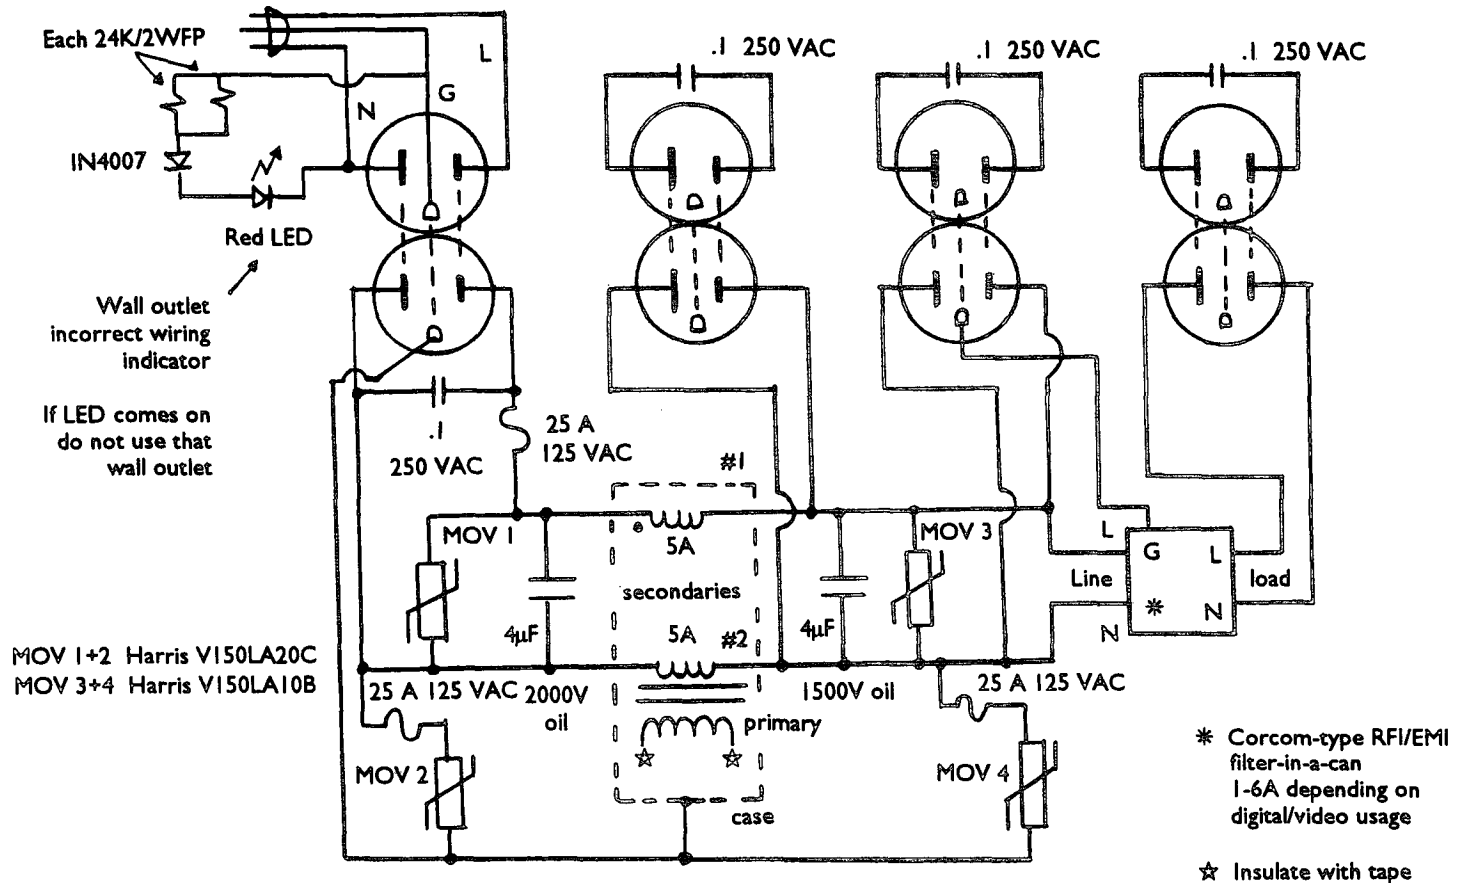 Each 24K/2WFP
L
.1 250 VAC
.1 250 VAC
.1 250 VAC
N
G
IN4007
Red LED
Wall outlet
incorrect wiring
indicator
If LED comes on
do not use that
wall outlet
.1
250 VAC
25 A
125 VAC
#1
MOV 1
5A
MOV 3
L
G
L
secondaries
Line
load
4µF
5A
#2
4µF
N
N
MOV 1+2 Harris V150LA20C
MOV 3+4 Harris V150LA10B
25 A 125 VAC
2000V
oil
1500V oil
25 A 125 VAC
primary
MOV 2
MOV 4
case
✳ Corcom-type RFI/EMI
filter-in-a-can
1-6A depending on
digital/video usage
☆ Insulate with tape